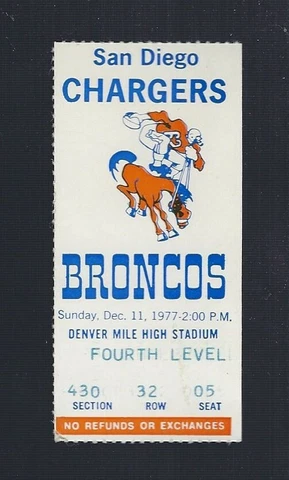 San Diego
CHARGERS
BRONCOS
Sunday, Dec. 11, 1977-2:00 P.M.
DENVER MILE HIGH STADIUM
FOURTH LEVEL
430 32 05
SECTION ROW SEAT
NO REFUNDS OR EXCHANGES